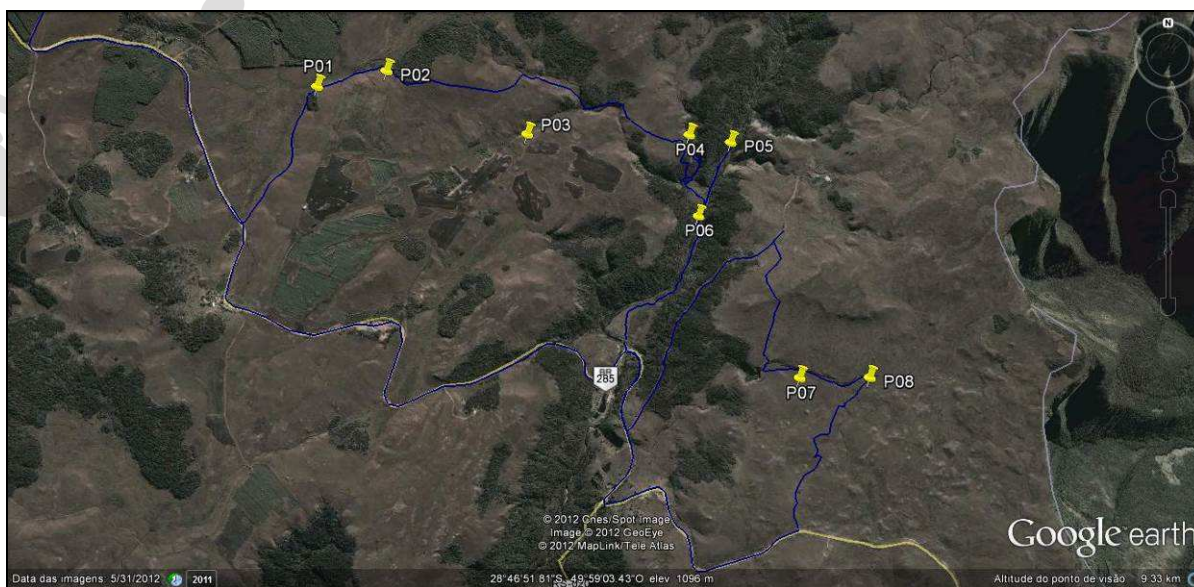 N
P01
P02
P03
P04
P05
P06
BR
285
P07
P08
© 2012 Cnes/Spot Image
Image © 2012 GeoEye
© 2012 MapLink/Tele Atlas
Google earth
Data das imagens: 5/31/2012
2011
28°46'51.81"S 49°59'03.43"O elev 1096 m
Altitude do ponto de visão 9.33 km